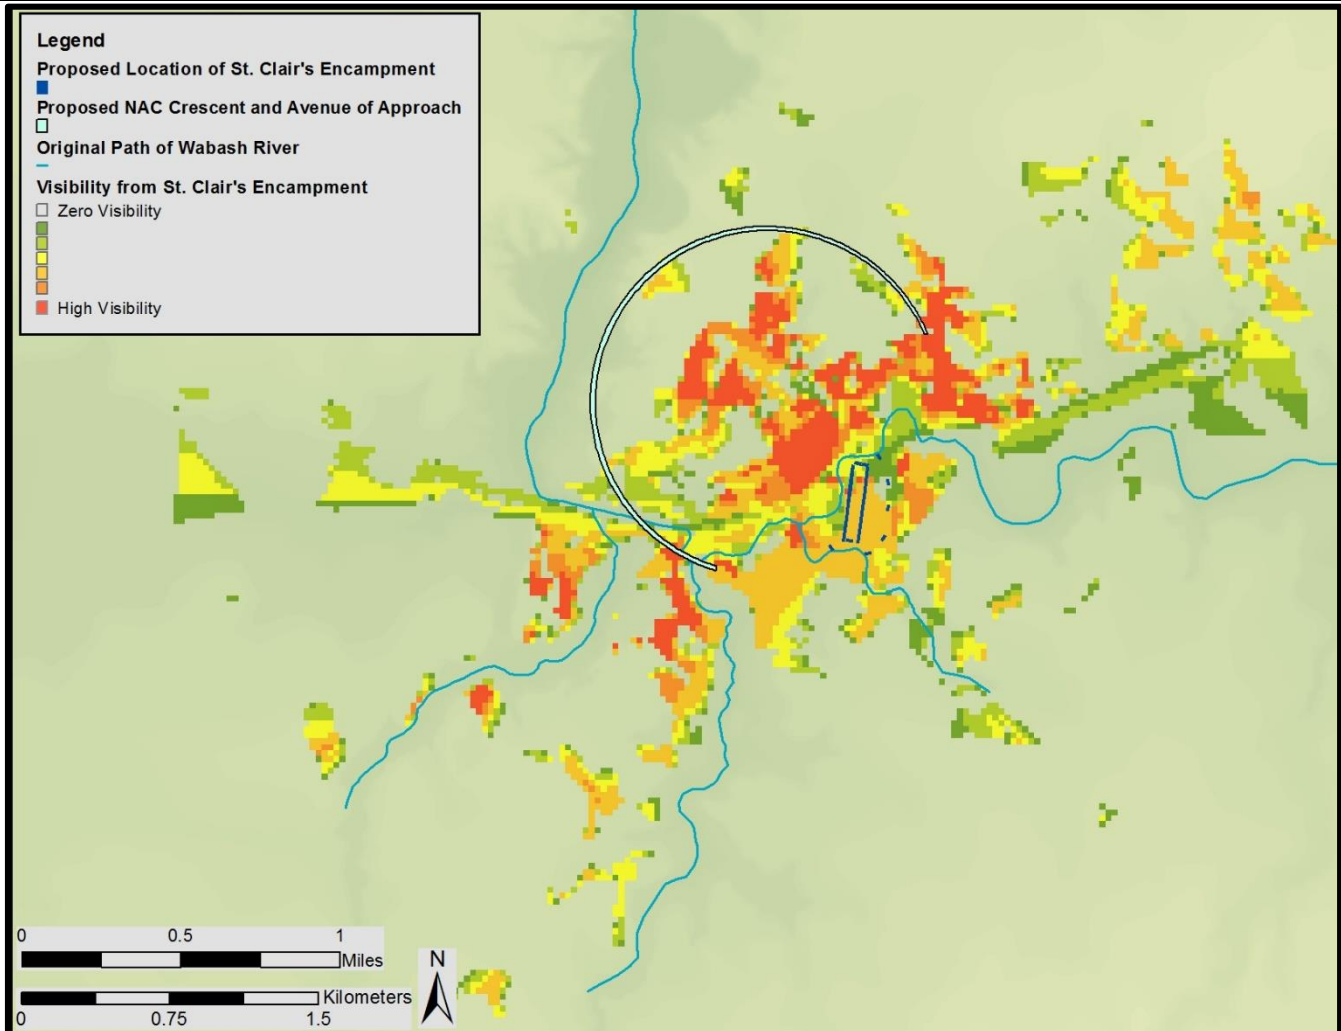 Legend
Proposed Location of St. Clair's Encampment
Proposed NAC Crescent and Avenue of Approach
Original Path of Wabash River
Visibility from St. Clair's Encampment
Zero Visibility
High Visibility
0 0.5 1
Miles
N
Kilometers
0 0.75 1.5